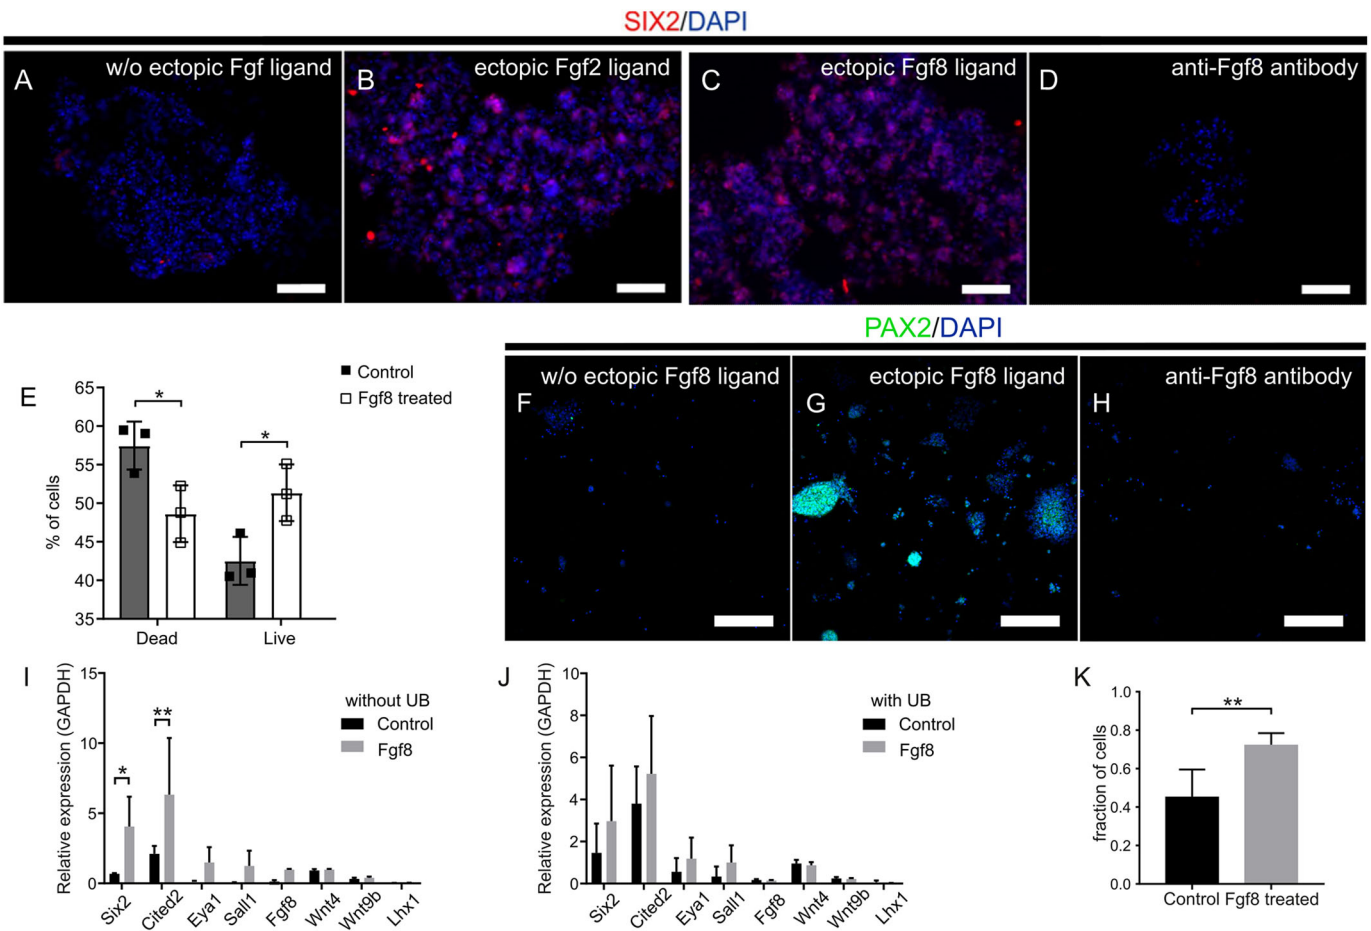 SIX2/DAPI
A w/o ectopic Fgf ligand
B ectopic Fgf2 ligand
C ectopic Fgf8 ligand
D anti-Fgf8 antibody
PAX2/DAPI
E
Control
Fgf8 treated
% of cells
65
60
55
50
45
40
35
*
*
Dead Live
F w/o ectopic Fgf8 ligand
G ectopic Fgf8 ligand
H anti-Fgf8 antibody
I
Relative expression (GAPDH)
15
10
5
0
without UB
Control
Fgf8
*
**
Six2 Cited2 Eya1 Sall1 Fgf8 Wnt4 Wnt9b Lhx1
J
Relative expression (GAPDH)
10
8
6
4
2
0
with UB
Control
Fgf8
Six2 Cited2 Eya1 Sall1 Fgf8 Wnt4 Wnt9b Lhx1
K
fraction of cells
1.0
0.8
0.6
0.4
0.2
0.0
**
Control Fgf8 treated